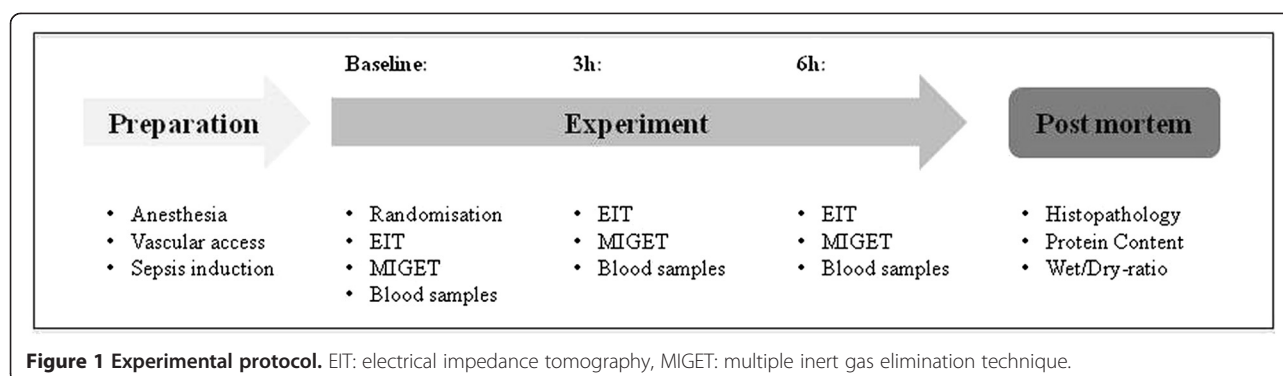 Baseline: 3h: 6h:
Preparation Experiment Post mortem
• Anesthesia • Randomisation • EIT • EIT • Histopathology
• Vascular access • EIT • MIGET • MIGET • Protein Content
• Sepsis induction • MIGET • Blood samples • Blood samples • Wet/Dry-ratio
• Blood samples
Figure 1 Experimental protocol. EIT: electrical impedance tomography, MIGET: multiple inert gas elimination technique.